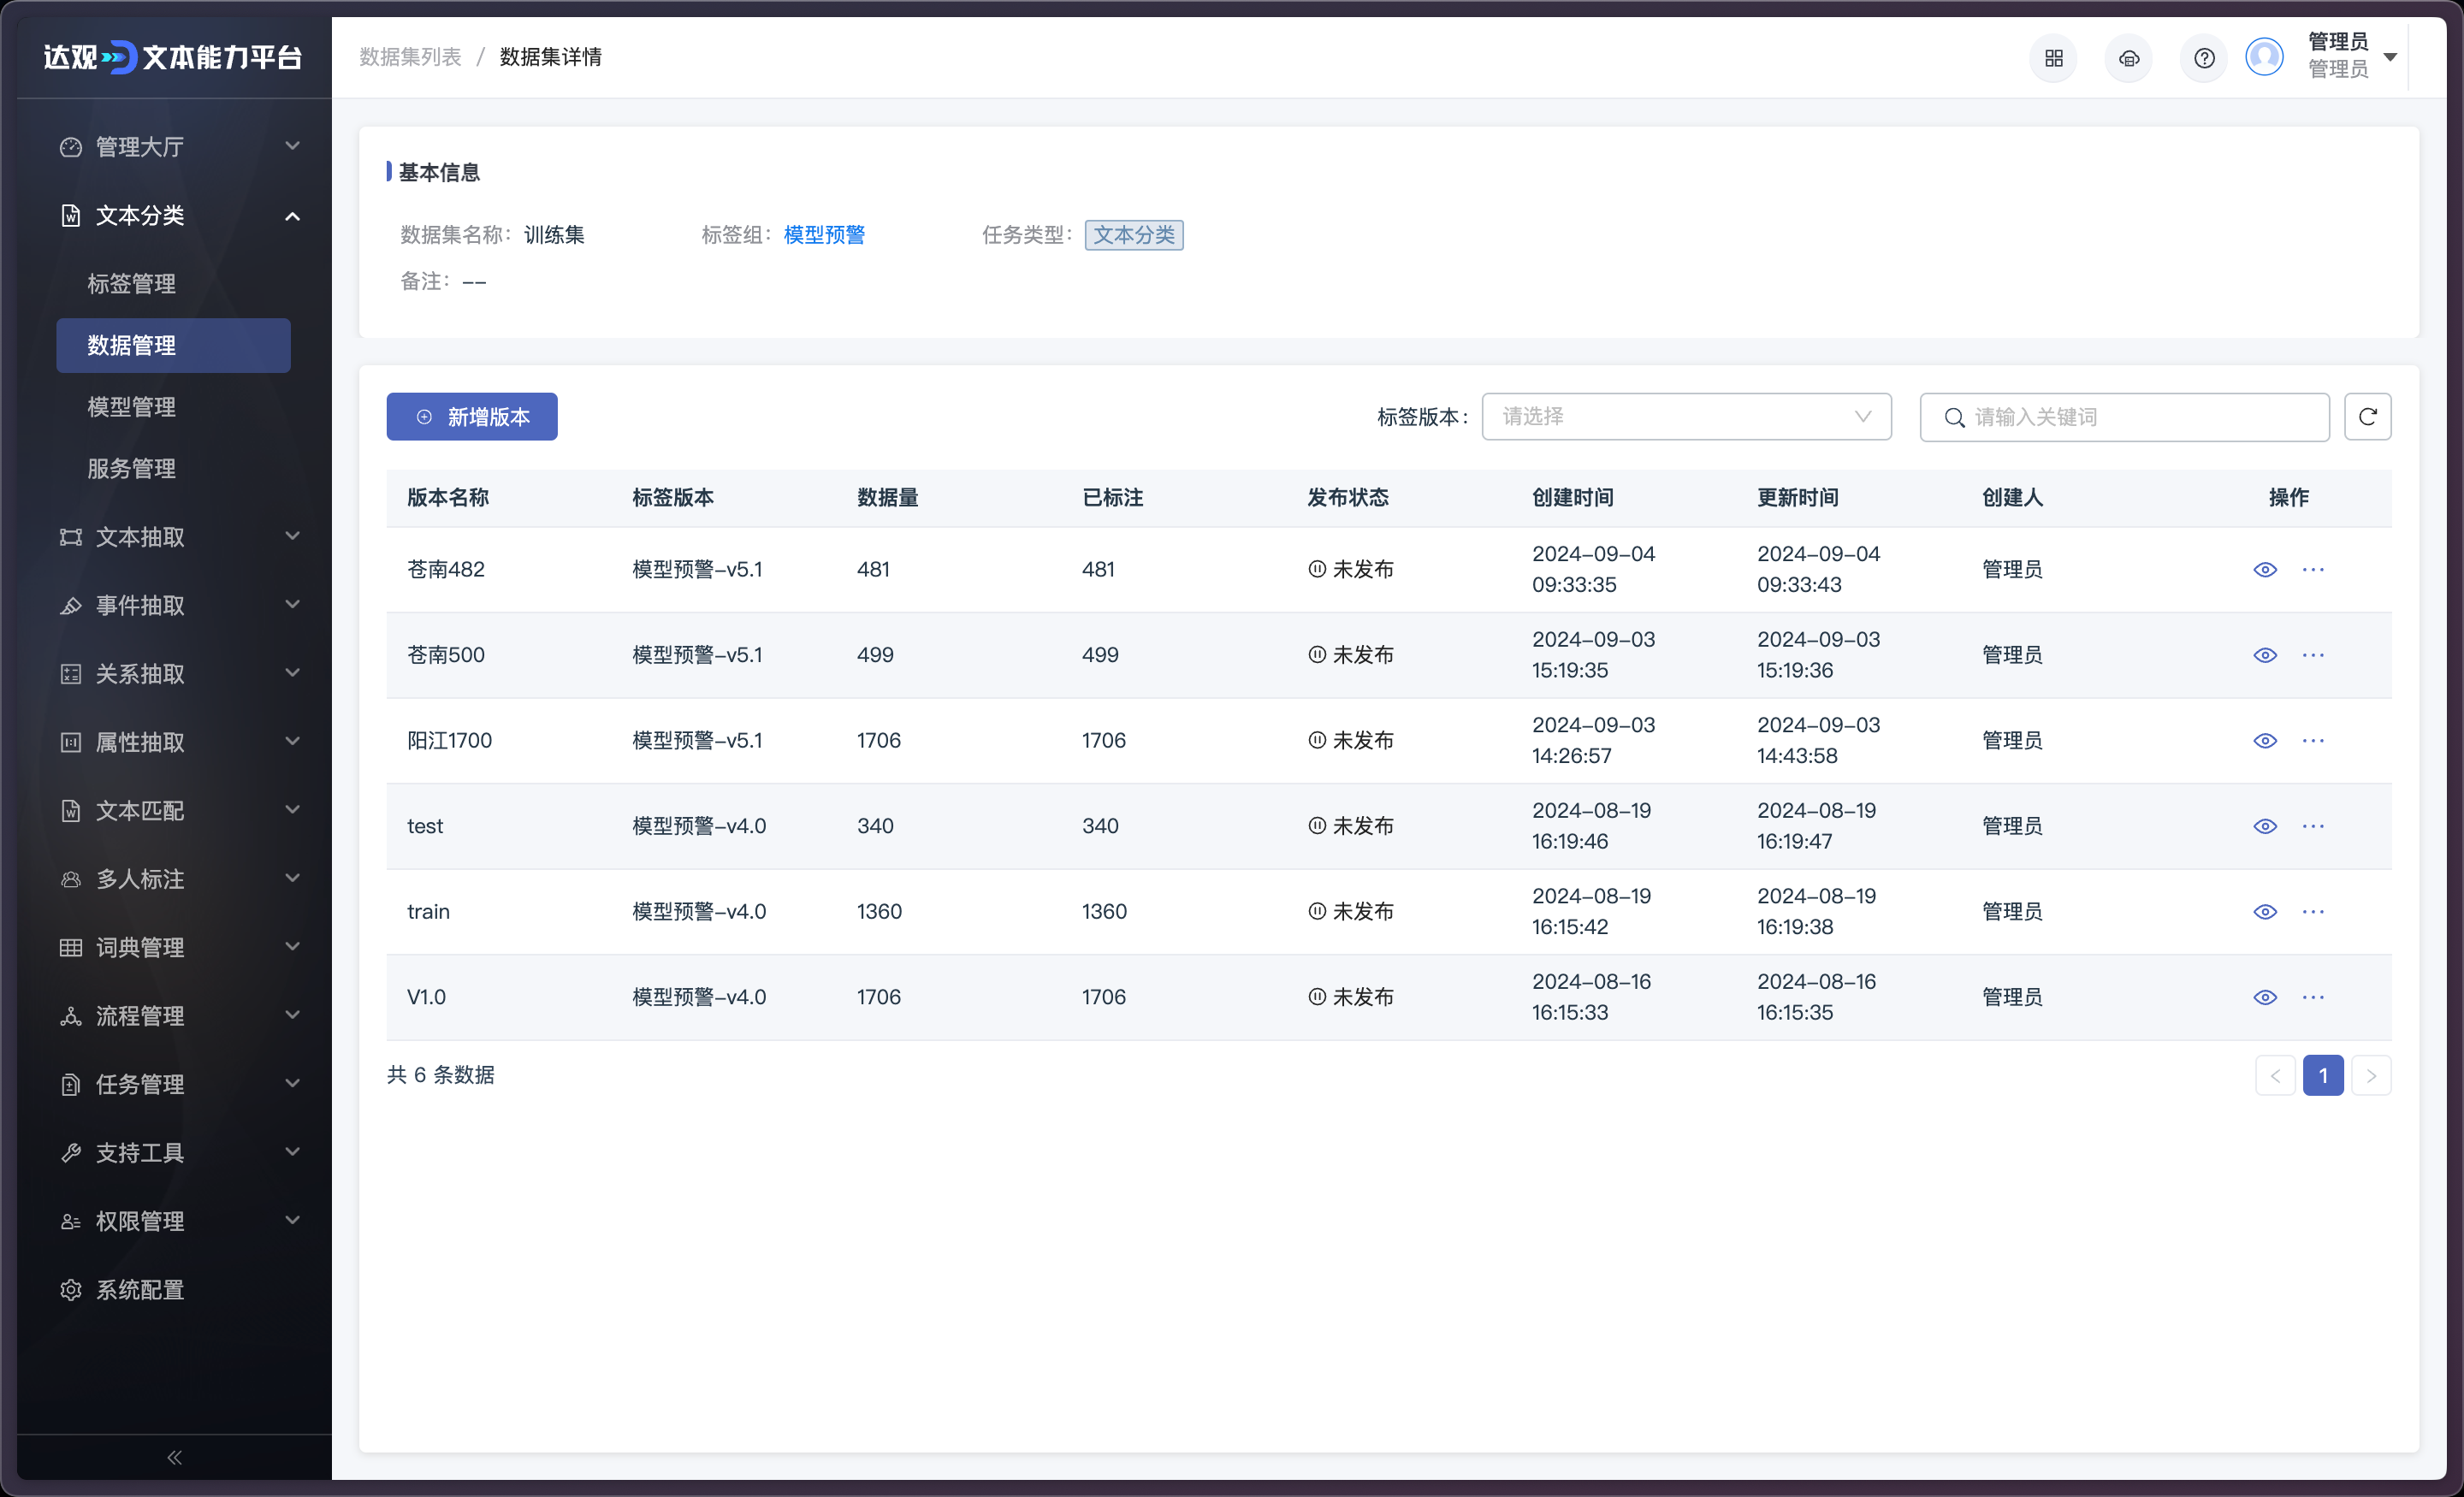 达观 文本能力平台
管理大厅
文本分类
标签管理
数据管理
模型管理
服务管理
文本抽取
事件抽取
关系抽取
属性抽取
文本匹配
多人标注
词典管理
流程管理
任务管理
支持工具
权限管理
系统配置
数据集列表 / 数据集详情
管理员
管理员
基本信息
数据集名称: 训练集 标签组: 模型预警 任务类型: 文本分类
备注: --
新增版本 标签版本: 请选择 请输入关键词
版本名称 标签版本 数据量 已标注 发布状态 创建时间 更新时间 创建人 操作
苍南482 模型预警-v5.1 481 481 未发布 2024-09-04 09:33:35 2024-09-04 09:33:43 管理员
苍南500 模型预警-v5.1 499 499 未发布 2024-09-03 15:19:35 2024-09-03 15:19:36 管理员
阳江1700 模型预警-v5.1 1706 1706 未发布 2024-09-03 14:26:57 2024-09-03 14:43:58 管理员
test 模型预警-v4.0 340 340 未发布 2024-08-19 16:19:46 2024-08-19 16:19:47 管理员
train 模型预警-v4.0 1360 1360 未发布 2024-08-19 16:15:42 2024-08-19 16:19:38 管理员
V1.0 模型预警-v4.0 1706 1706 未发布 2024-08-16 16:15:33 2024-08-16 16:15:35 管理员
共 6 条数据 < 1 >